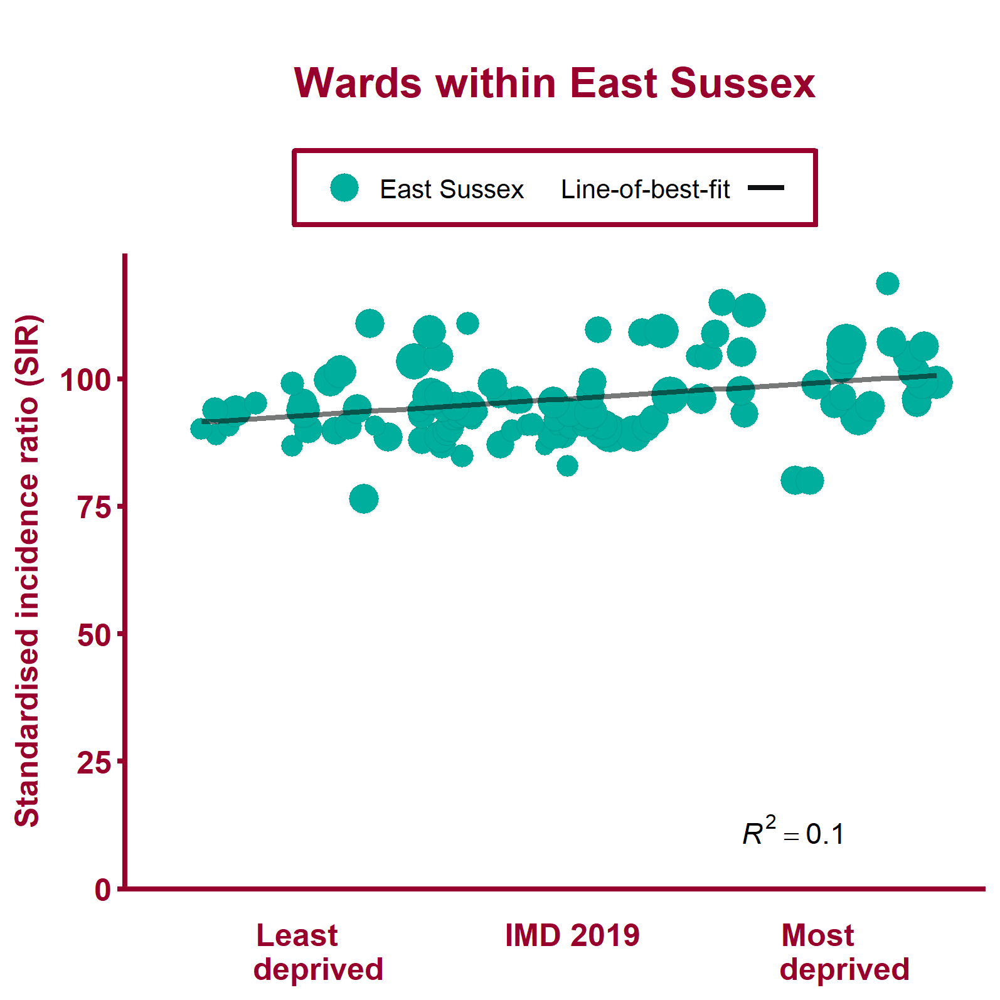 Wards within East Sussex
East Sussex Line-of-best-fit
Standardised incidence ratio (SIR)
100
75
50
25
0
R² = 0.1
Least deprived
IMD 2019
Most deprived